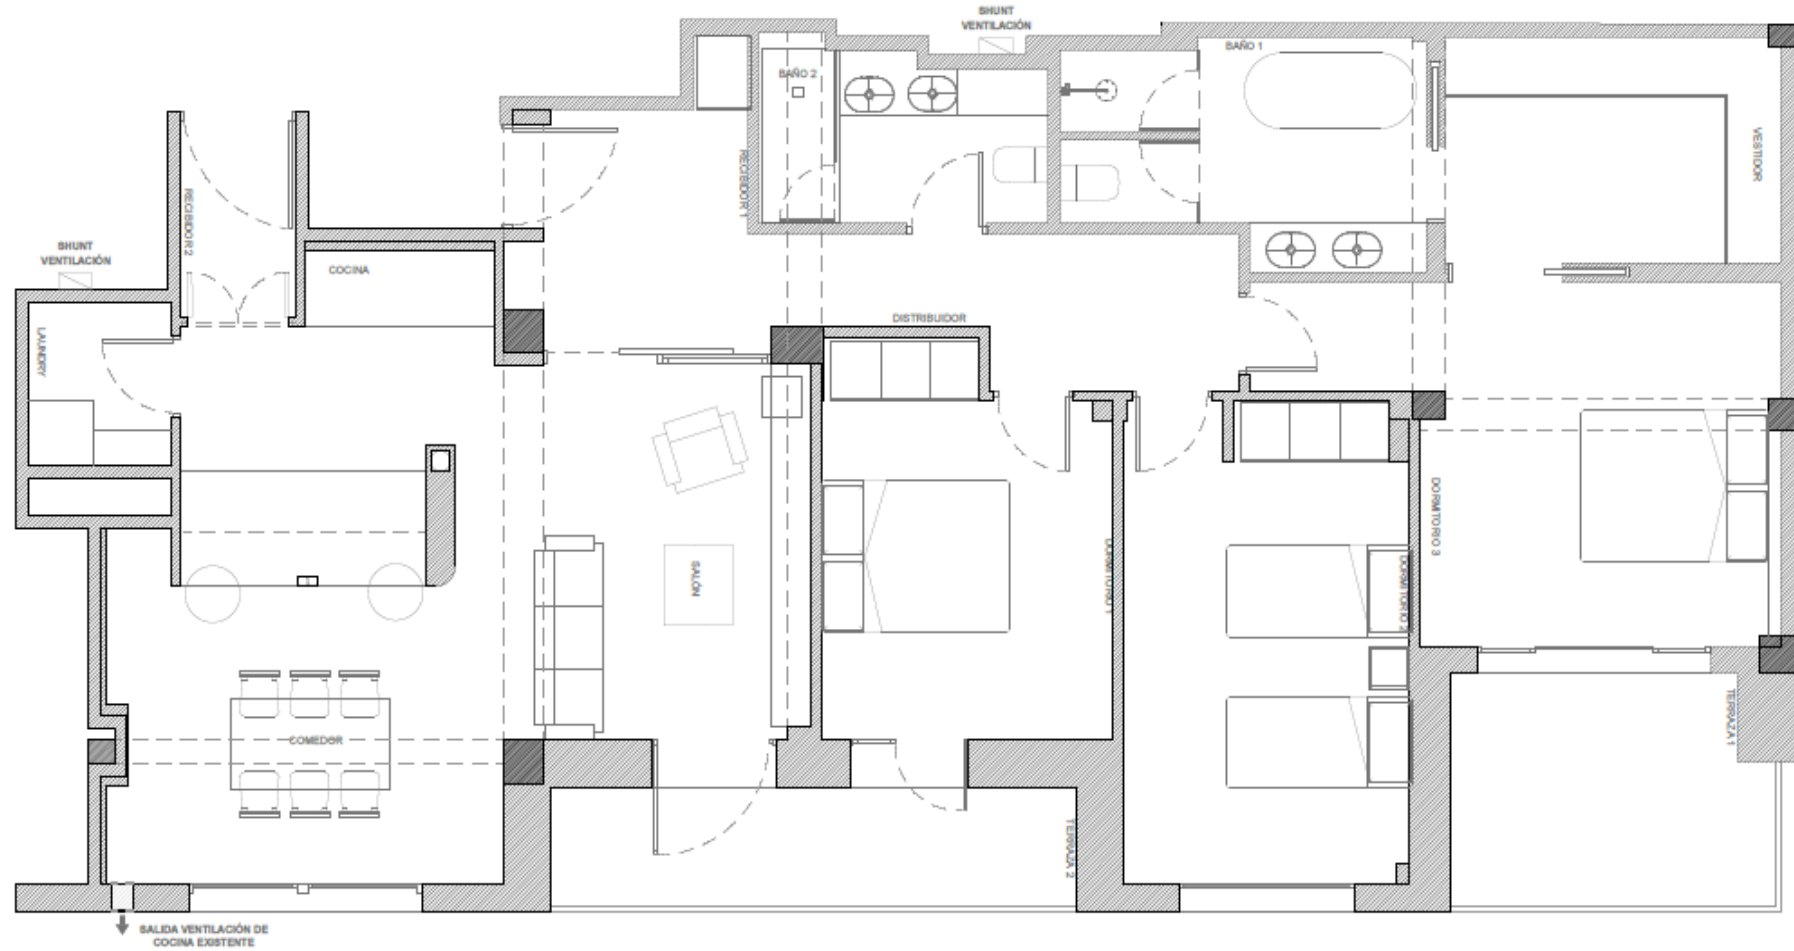 SHUNT
VENTILACIÓN
BAÑO 1
BAÑO 2
VESTIDOR
RECIBIDOR 1
RECIBIDOR 2
SHUNT
VENTILACIÓN
COCINA
DISTRIBUIDOR
LAUNDRY
DORMITORIO 3
DORMITORIO 1
DORMITORIO 2
SALÓN
COMEDOR
TERRAZA 1
TERRAZA 2
SALIDA VENTILACIÓN DE
COCINA EXISTENTE